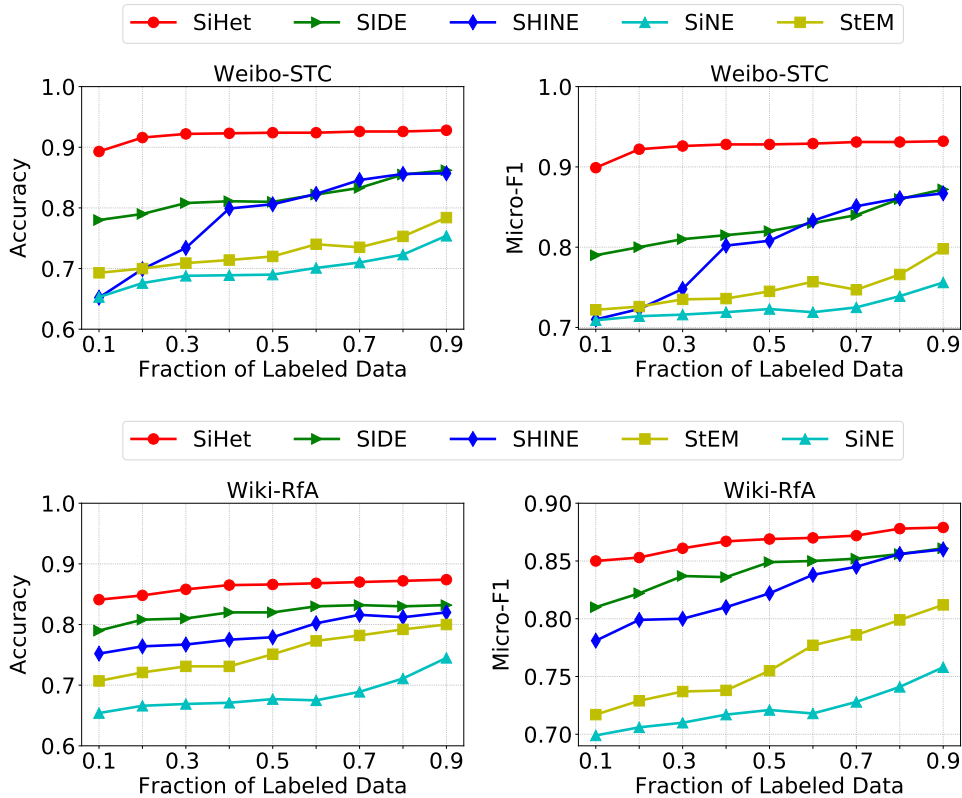 SiHet SIDE SHINE SiNE StEM
Weibo-STC
Accuracy
1.0
0.9
0.8
0.7
0.6
0.1 0.3 0.5 0.7 0.9
Fraction of Labeled Data
Weibo-STC
Micro-F1
1.0
0.9
0.8
0.7
0.1 0.3 0.5 0.7 0.9
Fraction of Labeled Data
SiHet SIDE SHINE StEM SiNE
Wiki-RfA
Accuracy
1.0
0.9
0.8
0.7
0.6
0.1 0.3 0.5 0.7 0.9
Fraction of Labeled Data
Wiki-RfA
Micro-F1
0.90
0.85
0.80
0.75
0.70
0.1 0.3 0.5 0.7 0.9
Fraction of Labeled Data